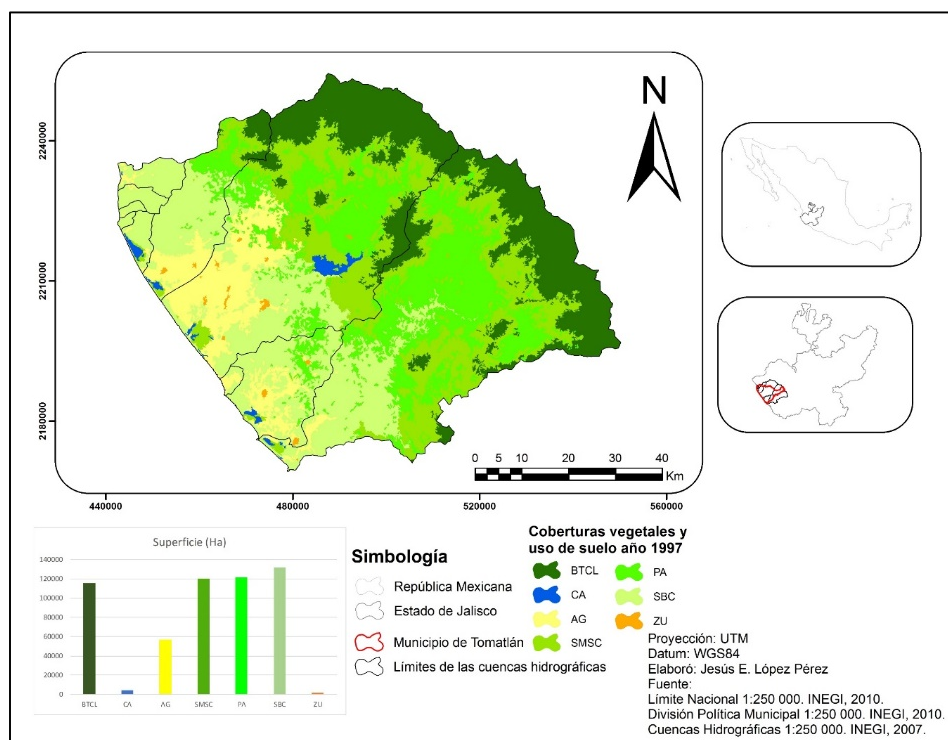 N
2240000
2210000
2180000
0 5 10 20 30 40
Km
440000 480000 520000 560000
Superficie (Ha)
140000
120000
100000
80000
60000
40000
20000
0
BTCL CA AG SMSC PA SBC ZU
Simbología
República Mexicana
Estado de Jalisco
Municipio de Tomatlán
Límites de las cuencas hidrográficas
Coberturas vegetales y
uso de suelo año 1997
BTCL PA
CA SBC
AG ZU
SMSC
Proyección: UTM
Datum: WGS84
Elaboró: Jesús E. López Pérez
Fuente:
Límite Nacional 1:250 000. INEGI, 2010.
División Política Municipal 1:250 000. INEGI, 2010.
Cuencas Hidrográficas 1:250 000. INEGI, 2007.